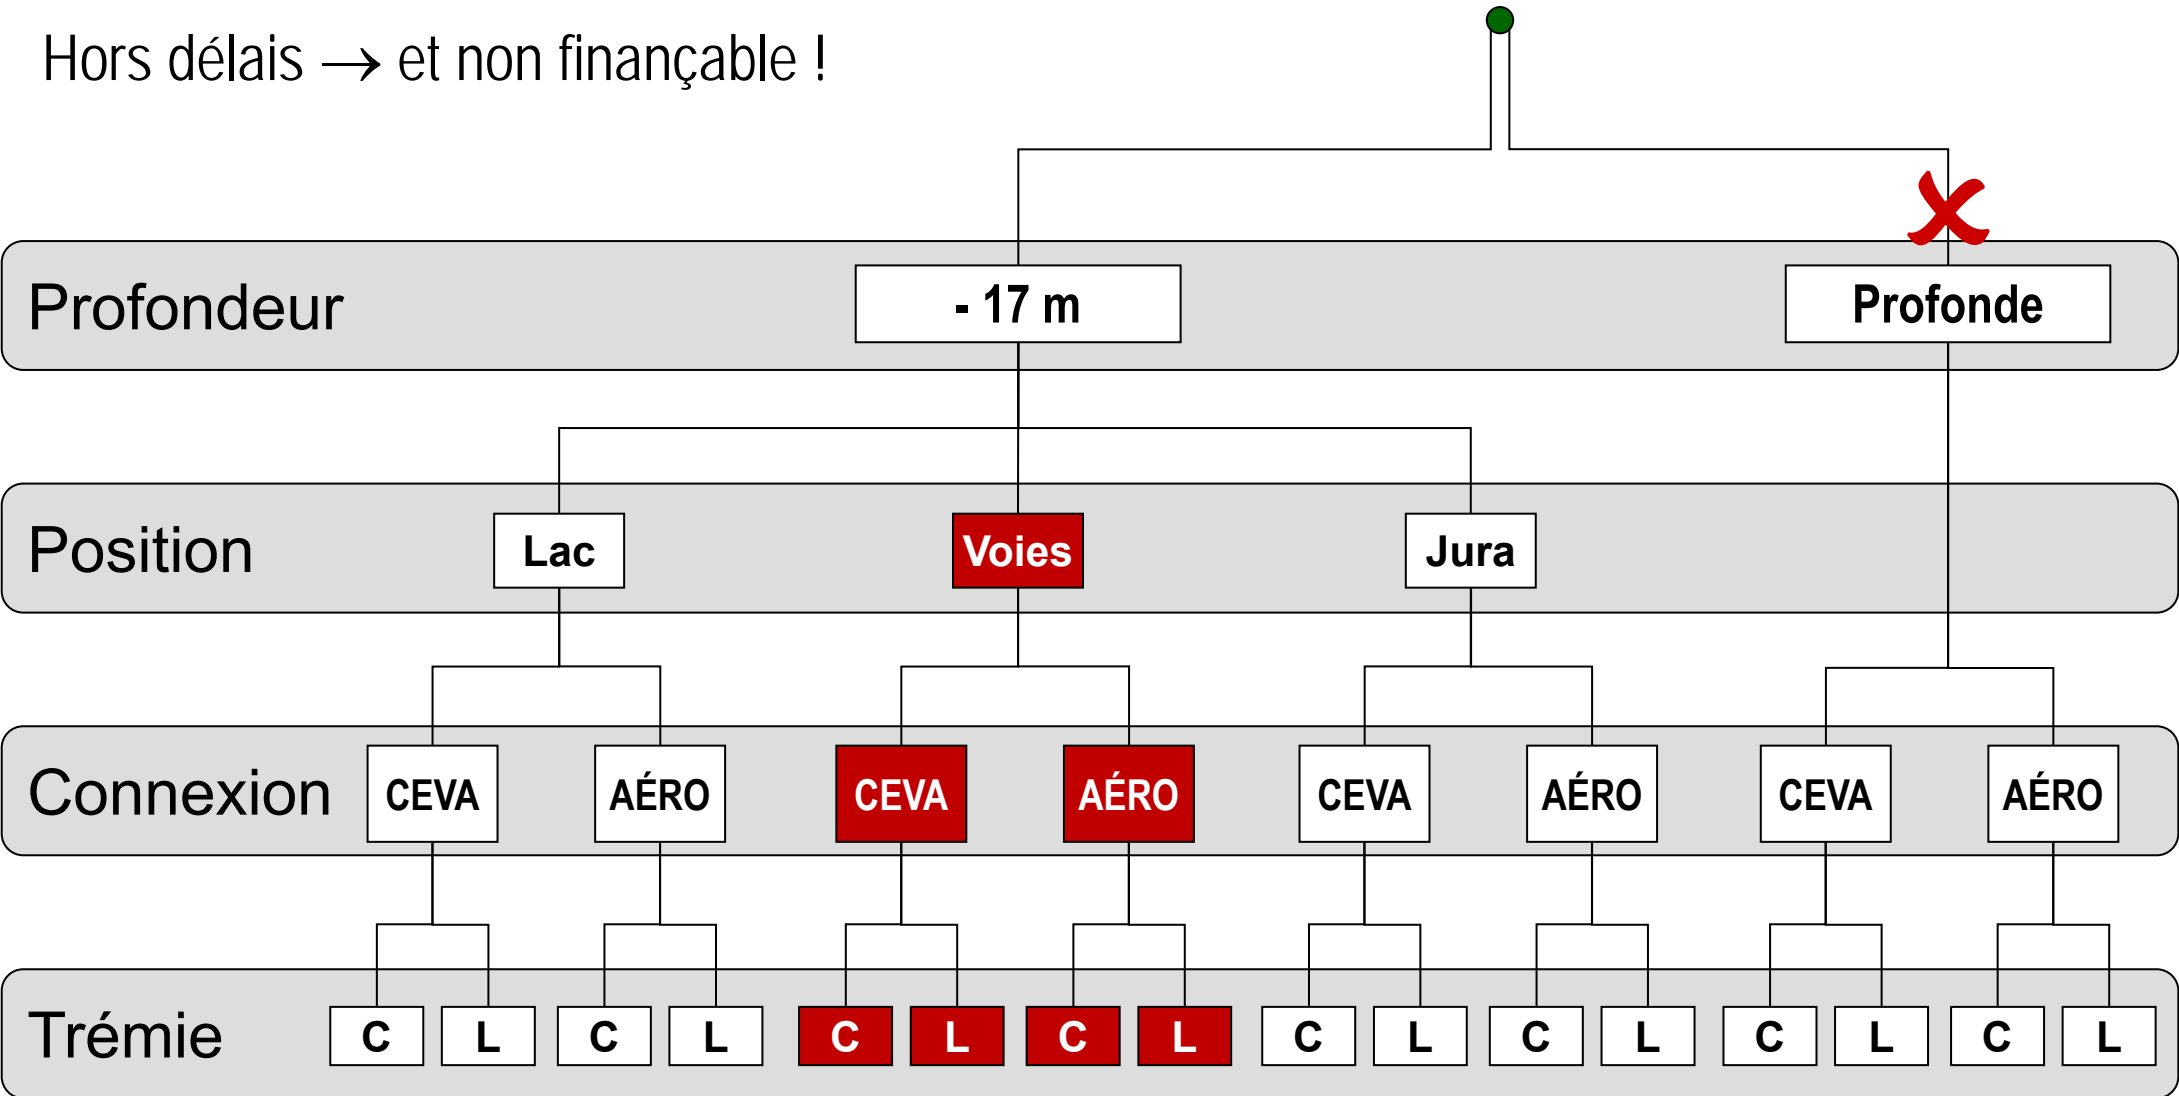 Hors délais → et non finançable !
Profondeur
- 17 m
Profonde
Position
Lac
Voies
Jura
Connexion
CEVA
AÉRO
CEVA
AÉRO
CEVA
AÉRO
CEVA
AÉRO
Trémie
C
L
C
L
C
L
C
L
C
L
C
L
C
L
C
L